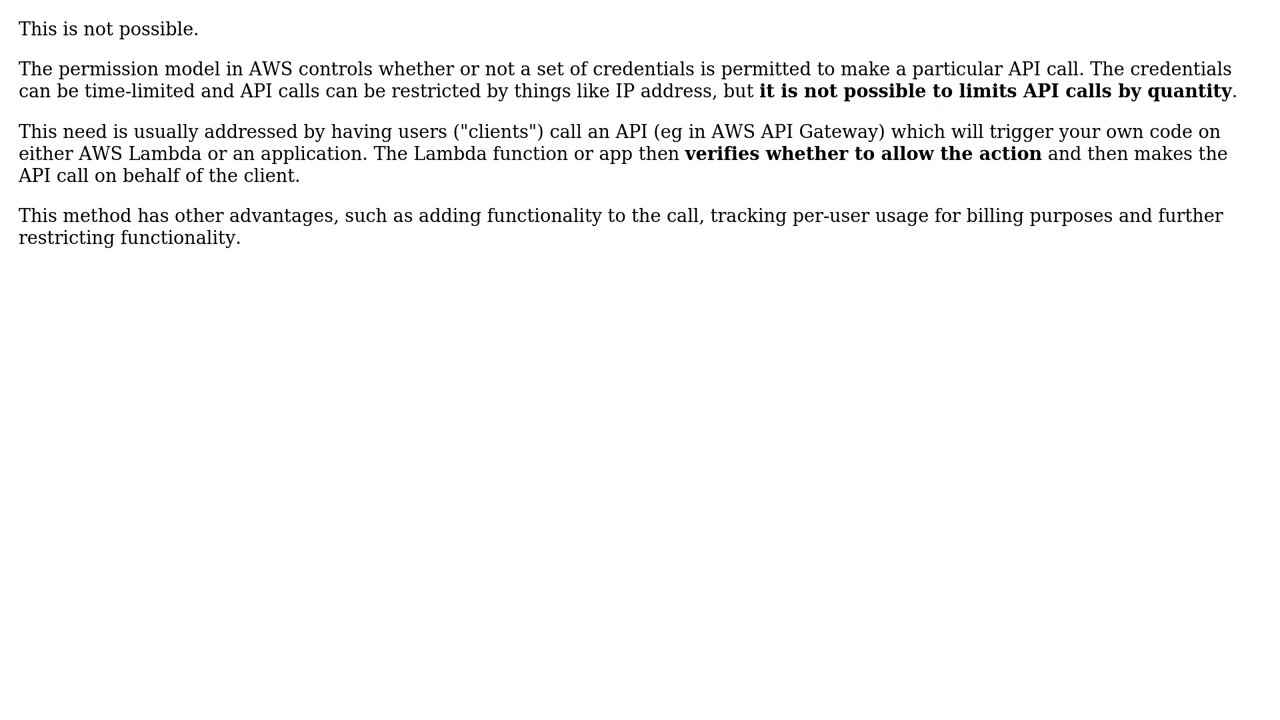 This is not possible.
The permission model in AWS controls whether or not a set of credentials is permitted to make a particular API call. The credentials
can be time-limited and API calls can be restricted by things like IP address, but it is not possible to limits API calls by quantity.
This need is usually addressed by having users ("clients") call an API (eg in AWS API Gateway) which will trigger your own code on
either AWS Lambda or an application. The Lambda function or app then verifies whether to allow the action and then makes the
API call on behalf of the client.
This method has other advantages, such as adding functionality to the call, tracking per-user usage for billing purposes and further
restricting functionality.